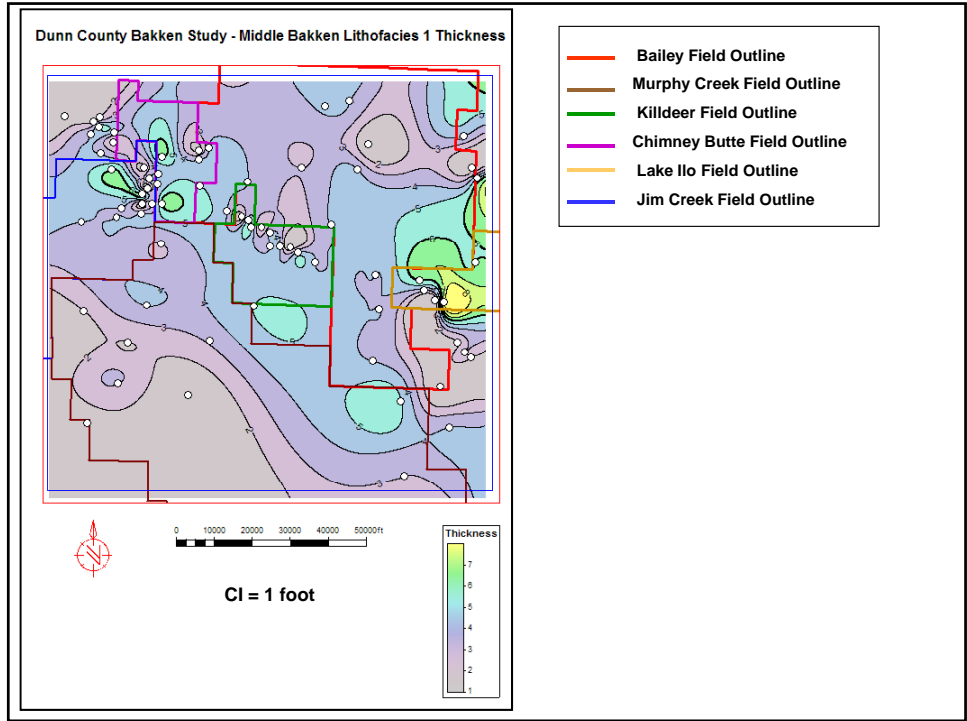 Dunn County Bakken Study - Middle Bakken Lithofacies 1 Thickness
Bailey Field Outline
Murphy Creek Field Outline
Killdeer Field Outline
Chimney Butte Field Outline
Lake Ilo Field Outline
Jim Creek Field Outline
0 10000 20000 30000 40000 50000ft
N
CI = 1 foot
Thickness
7
6
5
4
3
2
1